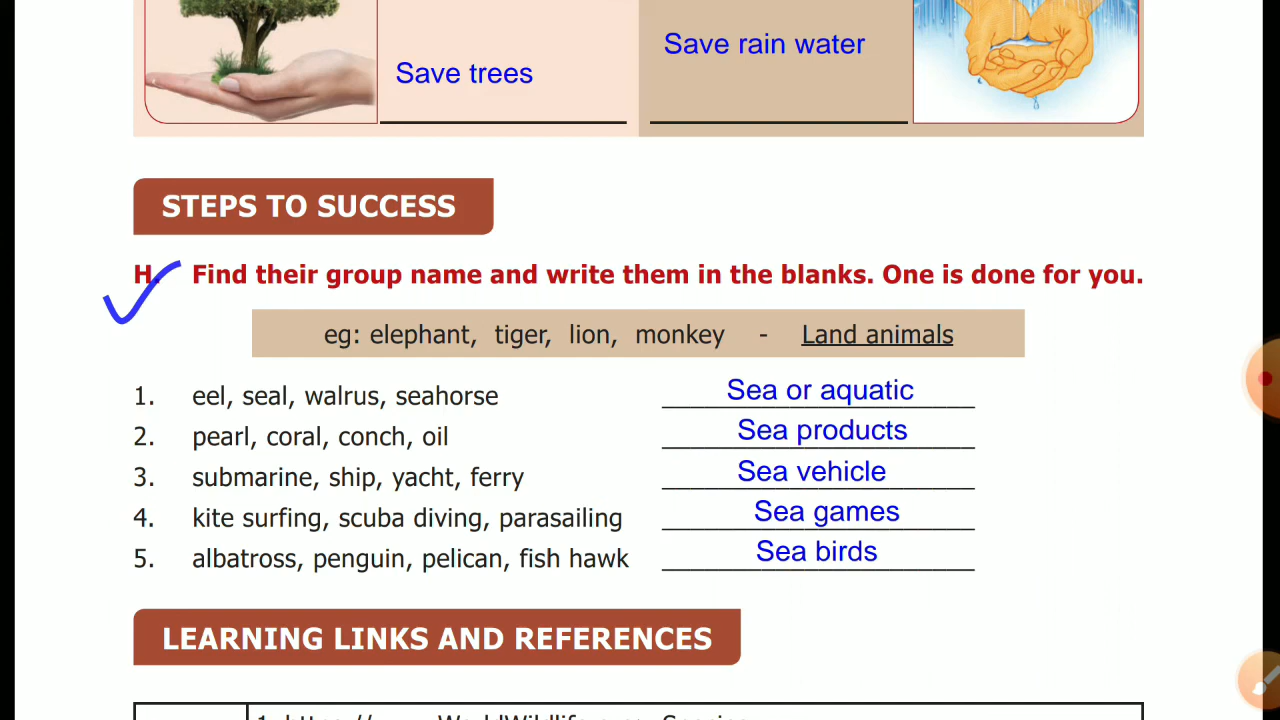 Save trees
Save rain water
STEPS TO SUCCESS
H. Find their group name and write them in the blanks. One is done for you.
eg: elephant, tiger, lion, monkey - Land animals
1. eel, seal, walrus, seahorse Sea or aquatic
2. pearl, coral, conch, oil Sea products
3. submarine, ship, yacht, ferry Sea vehicle
4. kite surfing, scuba diving, parasailing Sea games
5. albatross, penguin, pelican, fish hawk Sea birds
LEARNING LINKS AND REFERENCES